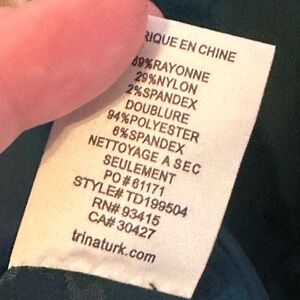 RIQUE EN CHINE
69%RAYONNE
29%NYLON
2%SPANDEX
DOUBLURE
94%POLYESTER
6%SPANDEX
NETTOYAGE A SEC
SEULEMENT
PO # 61171
STYLE# TD199504
RN# 93415
CA# 30427
trinaturk.com